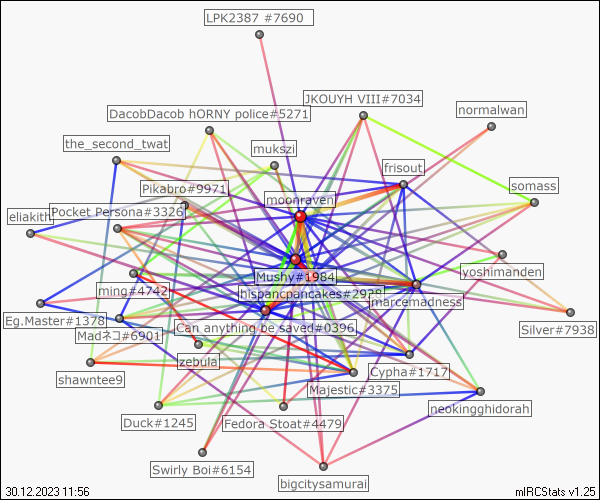 LPK2387 #7690
JKOUYH VIII#7034
DacobDacob hORNY police#5271
normalwan
mukszi
the_second_twat
frisout
Pikabro#9971
somass
moonraven
eliakith
Pocket Persona#3326
yoshimanden
Mushy#1984
ming#4742
hispancpancakes#2928
marcemadness
Eg.Master#1378
Silver#7938
Can anything be saved#0396
Madネコ#6901
zebula
Cypha#1717
shawntee9
Majestic#3375
neokingghidorah
Duck#1245
Fedora Stoat#4479
Swirly Boi#6154
bigcitysamurai
30.12.2023 11:56
mIRCStats v1.25